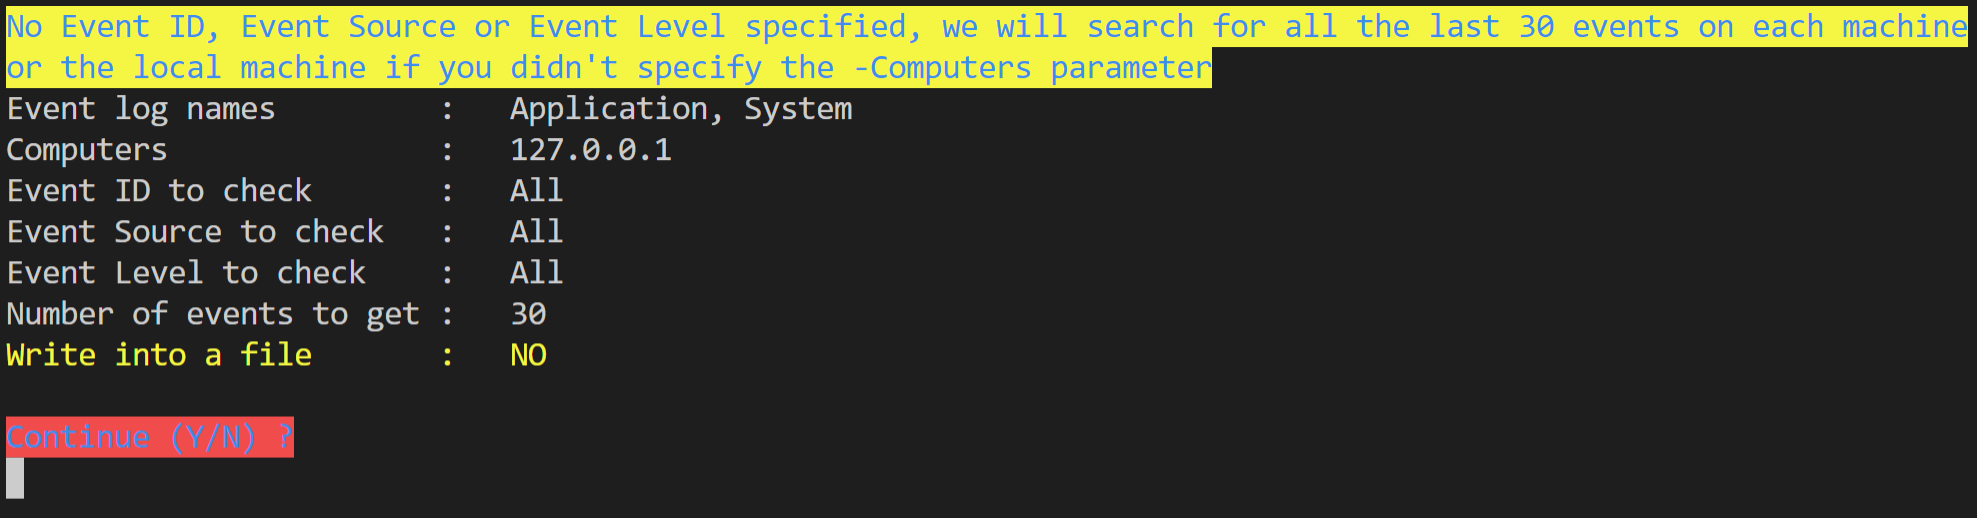 No Event ID, Event Source or Event Level specified, we will search for all the last 30 events on each machine
or the local machine if you didn't specify the -Computers parameter
Event log names         :   Application, System
Computers               :   127.0.0.1
Event ID to check       :   All
Event Source to check   :   All
Event Level to check    :   All
Number of events to get :   30
Write into a file       :   NO
Continue (Y/N) ?